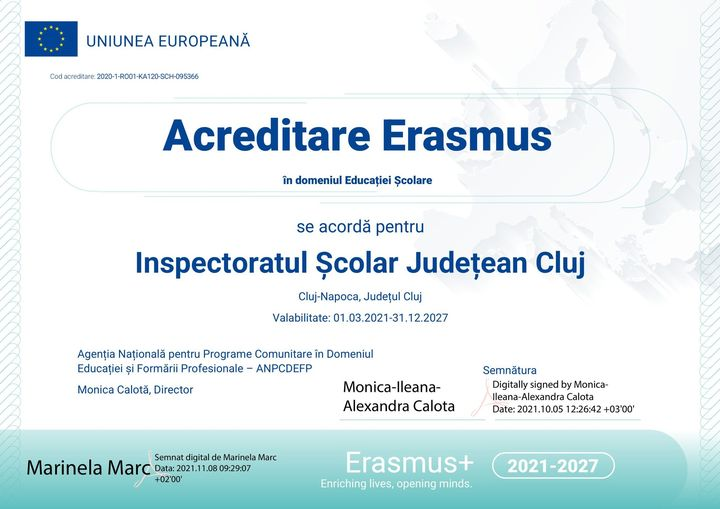 UNIUNEA EUROPEANĂ
Cod acreditare: 2020-1-RO01-KA120-SCH-095366
Acreditare Erasmus
în domeniul Educației Școlare
se acordă pentru
Inspectoratul Școlar Județean Cluj
Cluj-Napoca, Județul Cluj
Valabilitate: 01.03.2021-31.12.2027
Agenția Națională pentru Programe Comunitare în Domeniul
Educației și Formării Profesionale – ANPCDEFP
Monica Calotă, Director
Semnătura
Monica-Ileana-
Alexandra Calota
Digitally signed by Monica-
Ileana-Alexandra Calota
Date: 2021.10.05 12:26:42 +03'00'
Marinela Marc
Semnat digital de Marinela Marc
Data: 2021.11.08 09:29:07
+02'00'
Erasmus+
Enriching lives, opening minds.
2021-2027